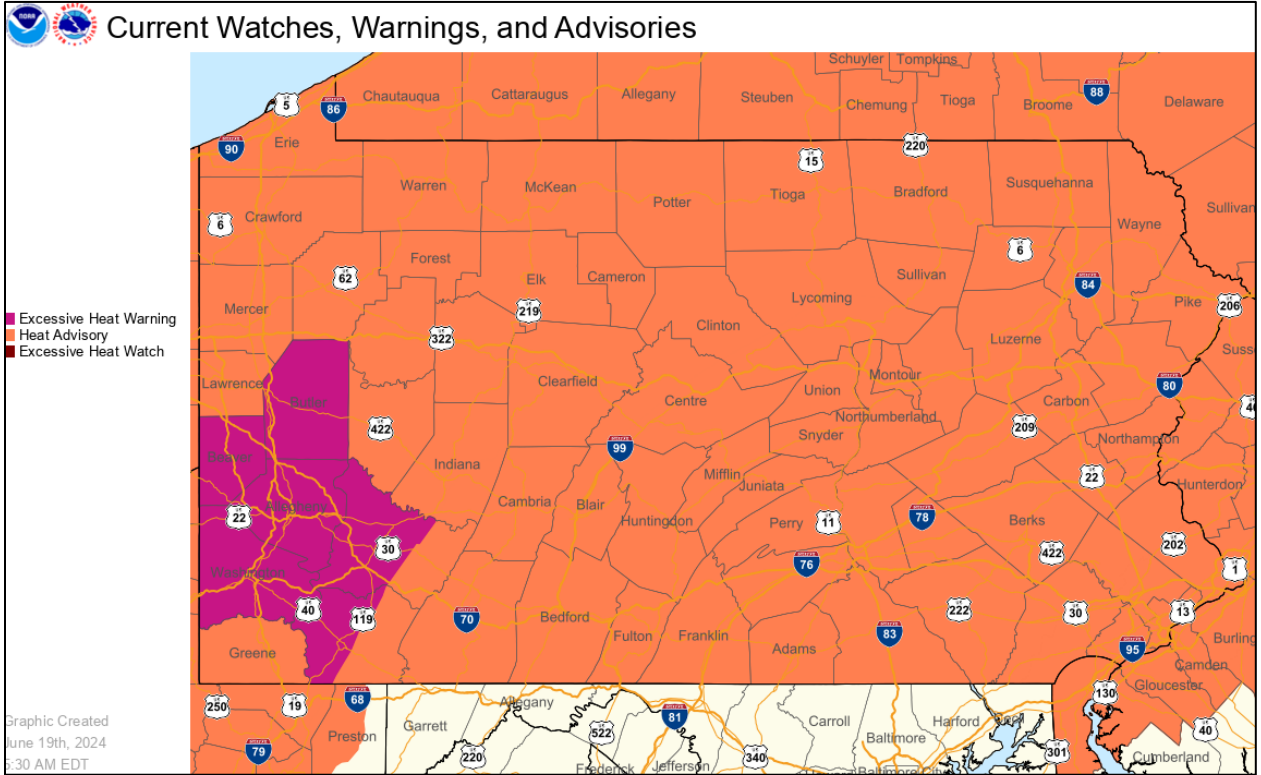 Current Watches, Warnings, and Advisories
Schuyler Tompkins
Chautauqua Cattaraugus Allegany Steuben Chemung Tioga Broome 88 Delaware
5 86
90 Erie 15 220
Warren McKean Potter Tioga Bradford Susquehanna
6 Crawford Wayne Sullivan
62 Forest Elk Cameron Sullivan 6
Mercer 219 Lycoming 84 Pike 206
Excessive Heat Warning
Heat Advisory
Excessive Heat Watch
322 Clinton Luzerne
Lawrence Clearfield Montour 80
Butler Centre Union Carbon
422 Northumberland 209
99 Snyder Northampton
Beaver Indiana Mifflin 22
Juniata Hunterdon
Cambria Blair
22 Allegheny Huntingdon Perry 11 78 Berks
30 422 202
Washington 76 1
40 119 70 Bedford 222 30 13
Fulton Franklin 83 Burling
Greene Adams 95
Camden
130 Gloucester
250 19 68 Allegany
Garrett 81 Carroll Harford Cecil 40
Preston Baltimore
79 220 522 340 301 Cumberland
Frederick Jefferson Baltimore City
Graphic Created
June 19th, 2024
5:30 AM EDT